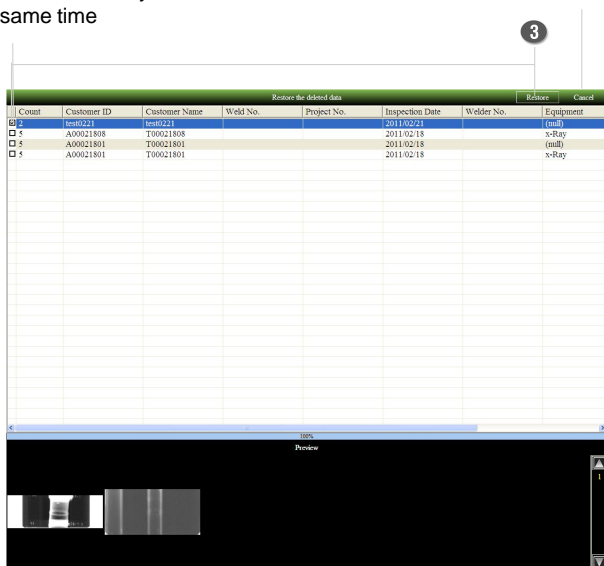 same time
3
Restore the deleted data Restore Cancel
Count Customer ID Customer Name Weld No. Project No. Inspection Date Welder No. Equipment
2 test0221 test0221 2011/02/21 (null)
5 A00021808 T00021808 2011/02/18 x-Ray
5 A00021801 T00021801 2011/02/18 (null)
5 A00021801 T00021801 2011/02/18 x-Ray
100%
Preview
1